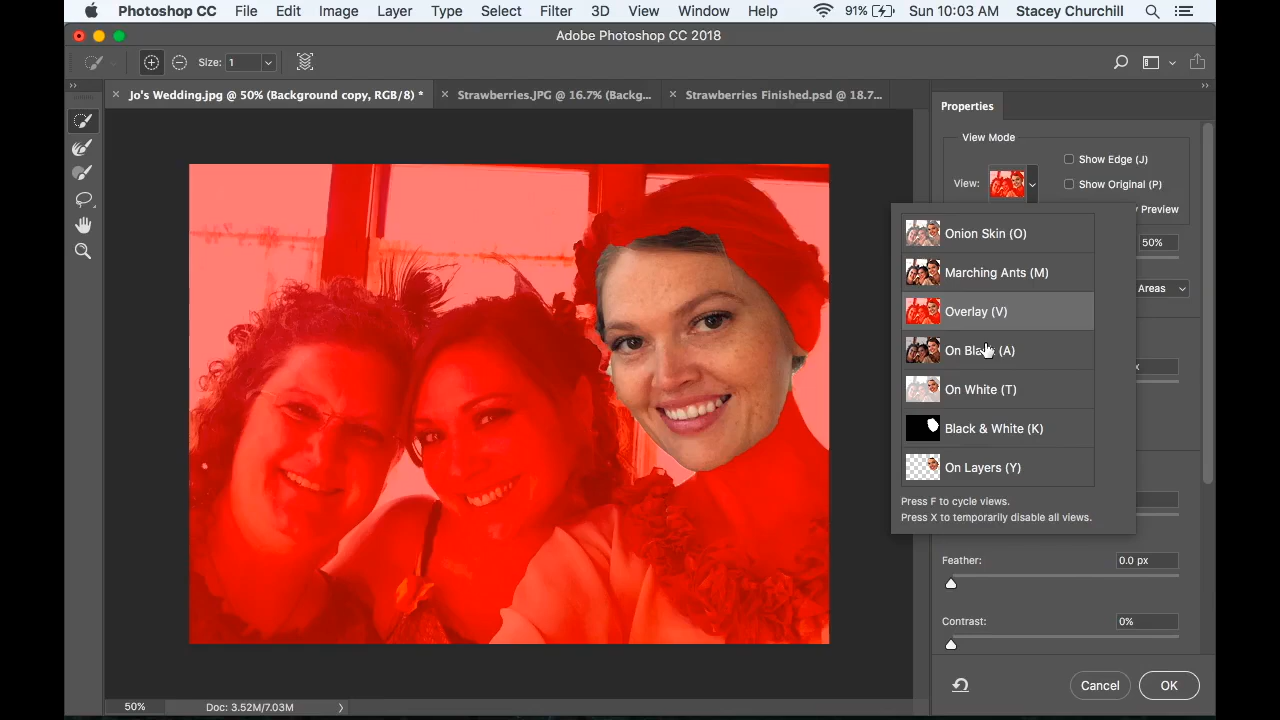 Photoshop CC File Edit Image Layer Type Select Filter 3D View Window Help 91% Sun 10:03 AM Stacey Churchill
Adobe Photoshop CC 2018
Size: 1
Jo's Wedding.jpg @ 50% (Background copy, RGB/8) * Strawberries.JPG @ 16.7% (Backg... Strawberries Finished.psd @ 18.7...
Properties
View Mode
Show Edge (J)
View:
Show Original (P)
Preview
Onion Skin (O)
50%
Marching Ants (M)
Areas
Overlay (V)
On (A)
On White (T)
Black & White (K)
On Layers (Y)
Press F to cycle views.
Press X to temporarily disable all views.
Feather: 0.0 px
Contrast: 0%
Cancel OK
50% Doc: 3.52M/7.03M